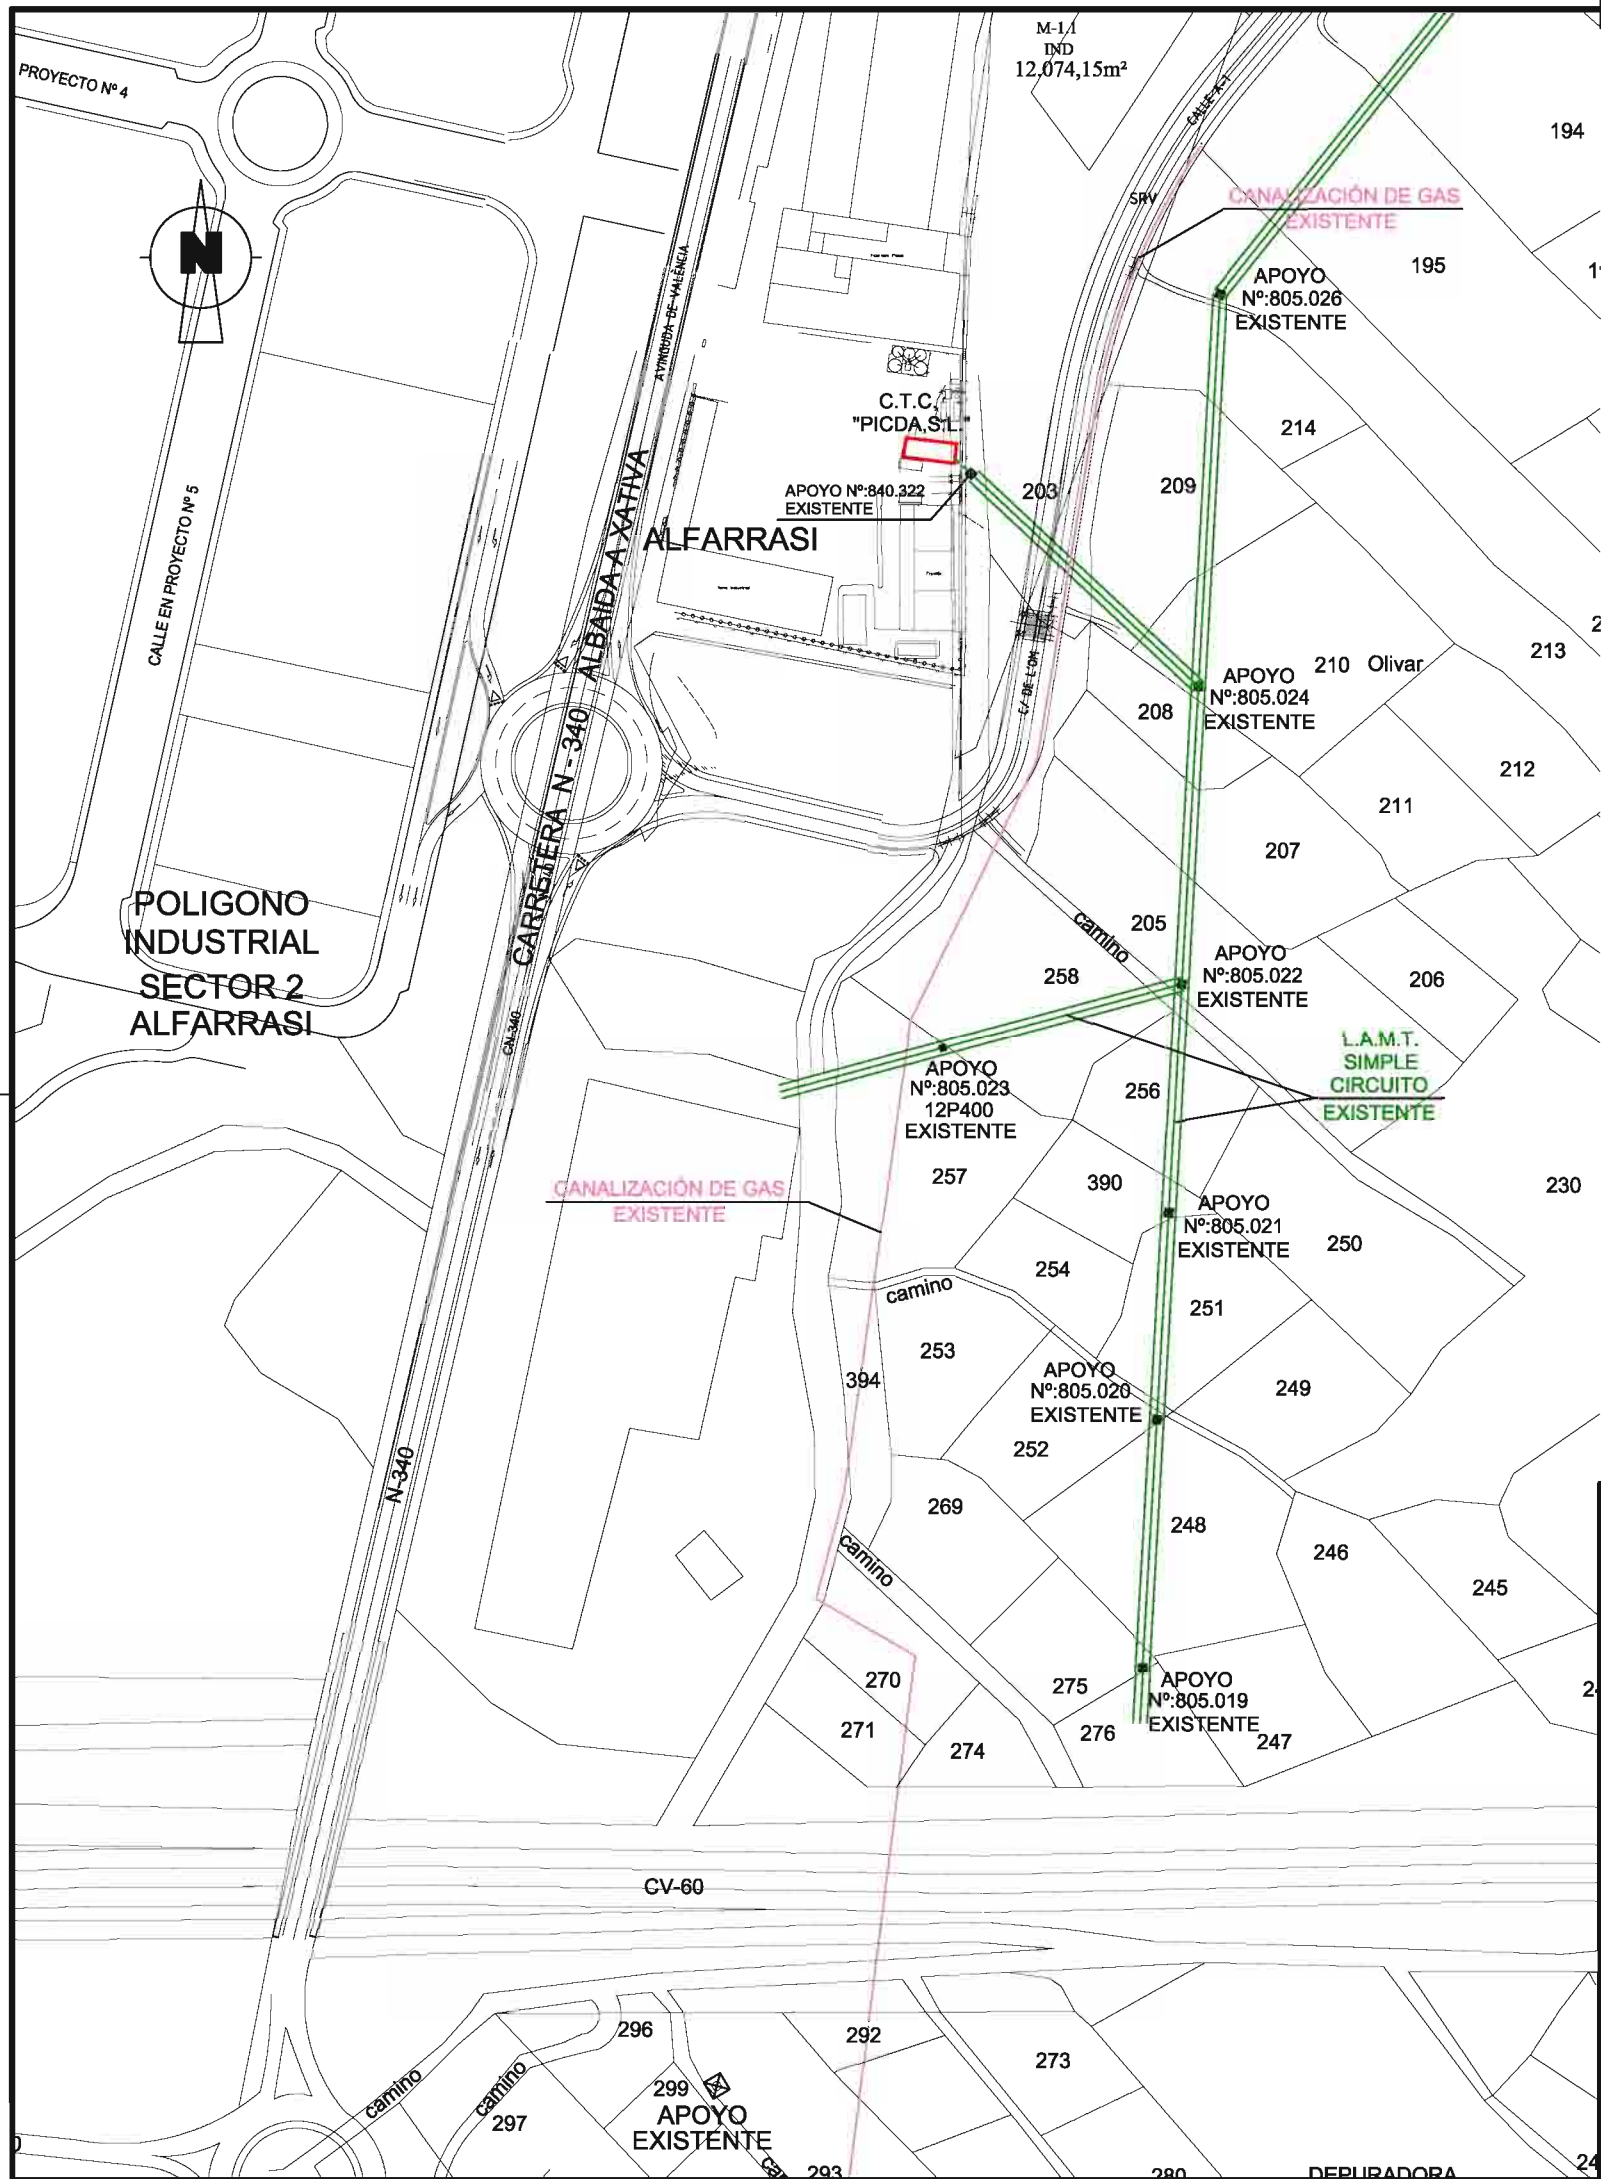 M-1.1
IND
12.074,15m²
PROYECTO Nº 4
CALLE A-1
194
SRV
CANALIZACIÓN DE GAS
EXISTENTE
195
APOYO
Nº:805.026
EXISTENTE
AVINGUDA DE VALÈNCIA
N
C.T.C.
"PICDA,S.L."
214
209
203
APOYO Nº:840.322
EXISTENTE
ALFARRASI
CALLE EN PROYECTO Nº 5
CARRETERA N - 340 ALBAIDA A XATIVA
C/ DE L'OM
213
210 Olivar
APOYO
Nº:805.024
EXISTENTE
208
212
211
207
POLIGONO
INDUSTRIAL
SECTOR 2
ALFARRASI
camino
205
258
APOYO
Nº:805.022
EXISTENTE
206
CN-340
L.A.M.T.
SIMPLE
CIRCUITO
EXISTENTE
APOYO
Nº:805.023
12P400
EXISTENTE
256
257
390
230
CANALIZACIÓN DE GAS
EXISTENTE
APOYO
Nº:805.021
EXISTENTE
250
254
camino
251
253
394
APOYO
Nº:805.020
EXISTENTE
249
252
N-340
269
248
246
camino
245
270
275
APOYO
Nº:805.019
EXISTENTE
271
274
276
247
CV-60
296
292
273
camino
camino
299
APOYO
EXISTENTE
297
293
280
DEPURADORA